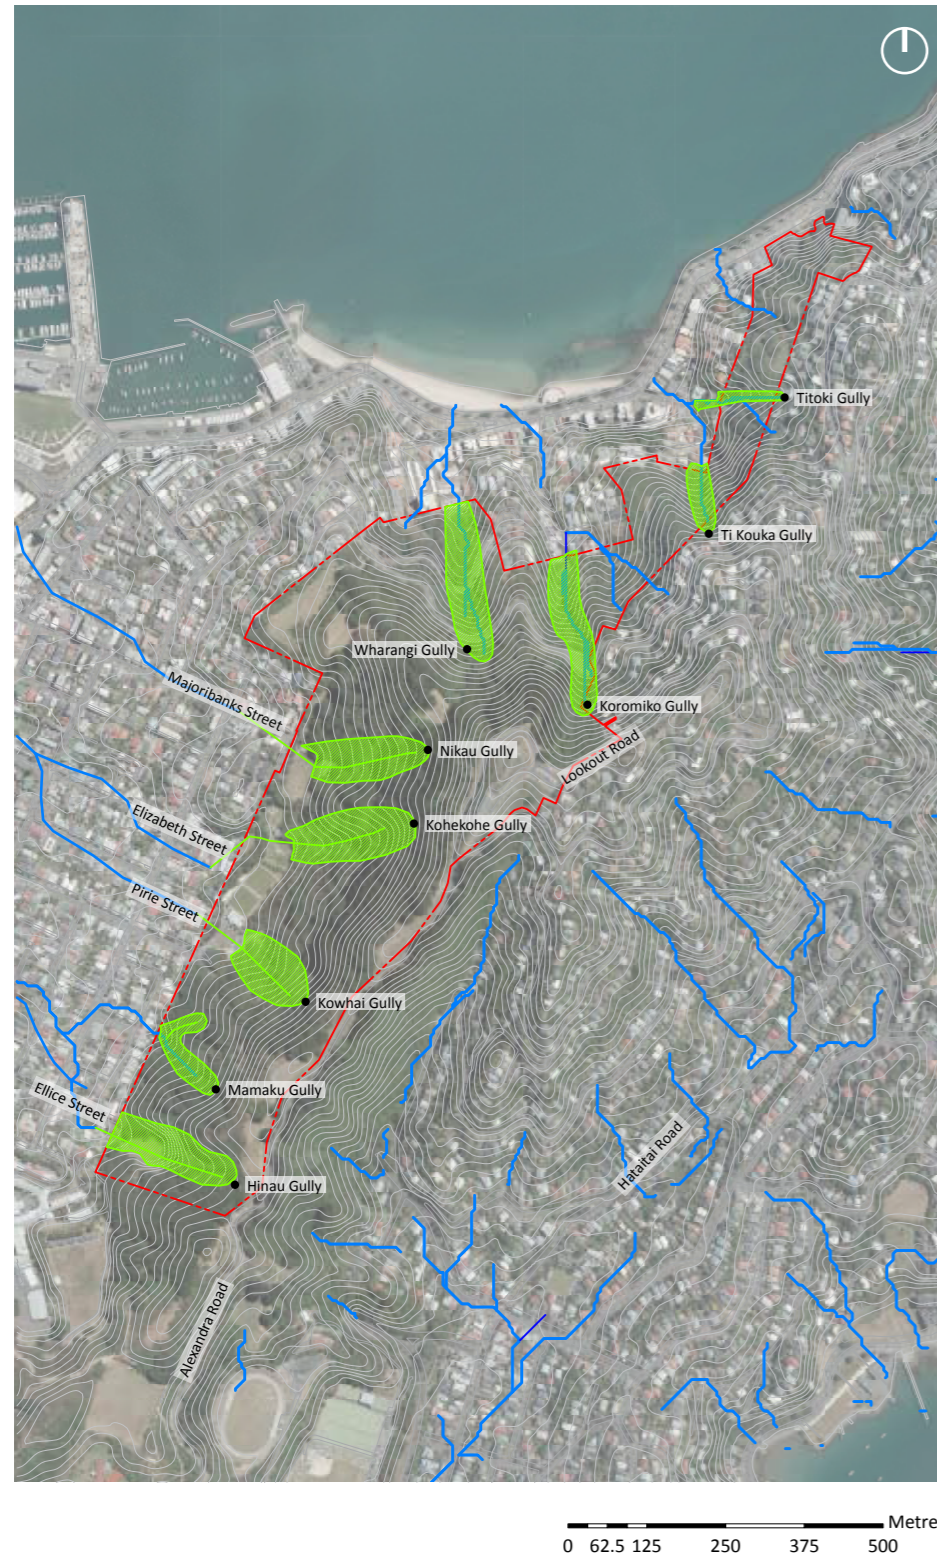 Titoki Gully
Ti Kouka Gully
Wharangi Gully
Koromiko Gully
Majoribanks Street
Nikau Gully
Lookout Road
Elizabeth Street
Kohekohe Gully
Pirie Street
Kowhai Gully
Mamaku Gully
Ellice Street
Hataitai Road
Hinau Gully
Alexandra Road
Metre
0 62.5 125 250 375 500